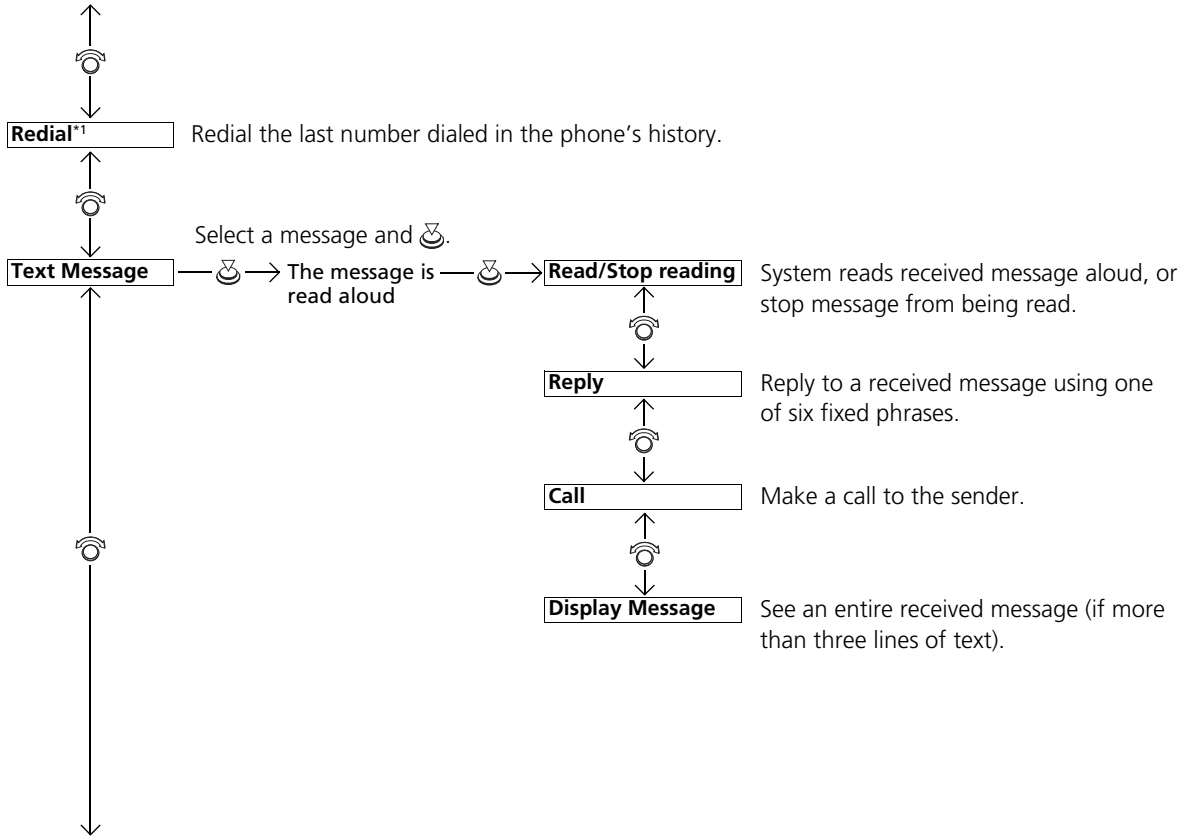 Redial*1
Redial the last number dialed in the phone's history.
Select a message and .
Text Message
The message is
read aloud
Read/Stop reading
System reads received message aloud, or
stop message from being read.
Reply
Reply to a received message using one
of six fixed phrases.
Call
Make a call to the sender.
Display Message
See an entire received message (if more
than three lines of text).